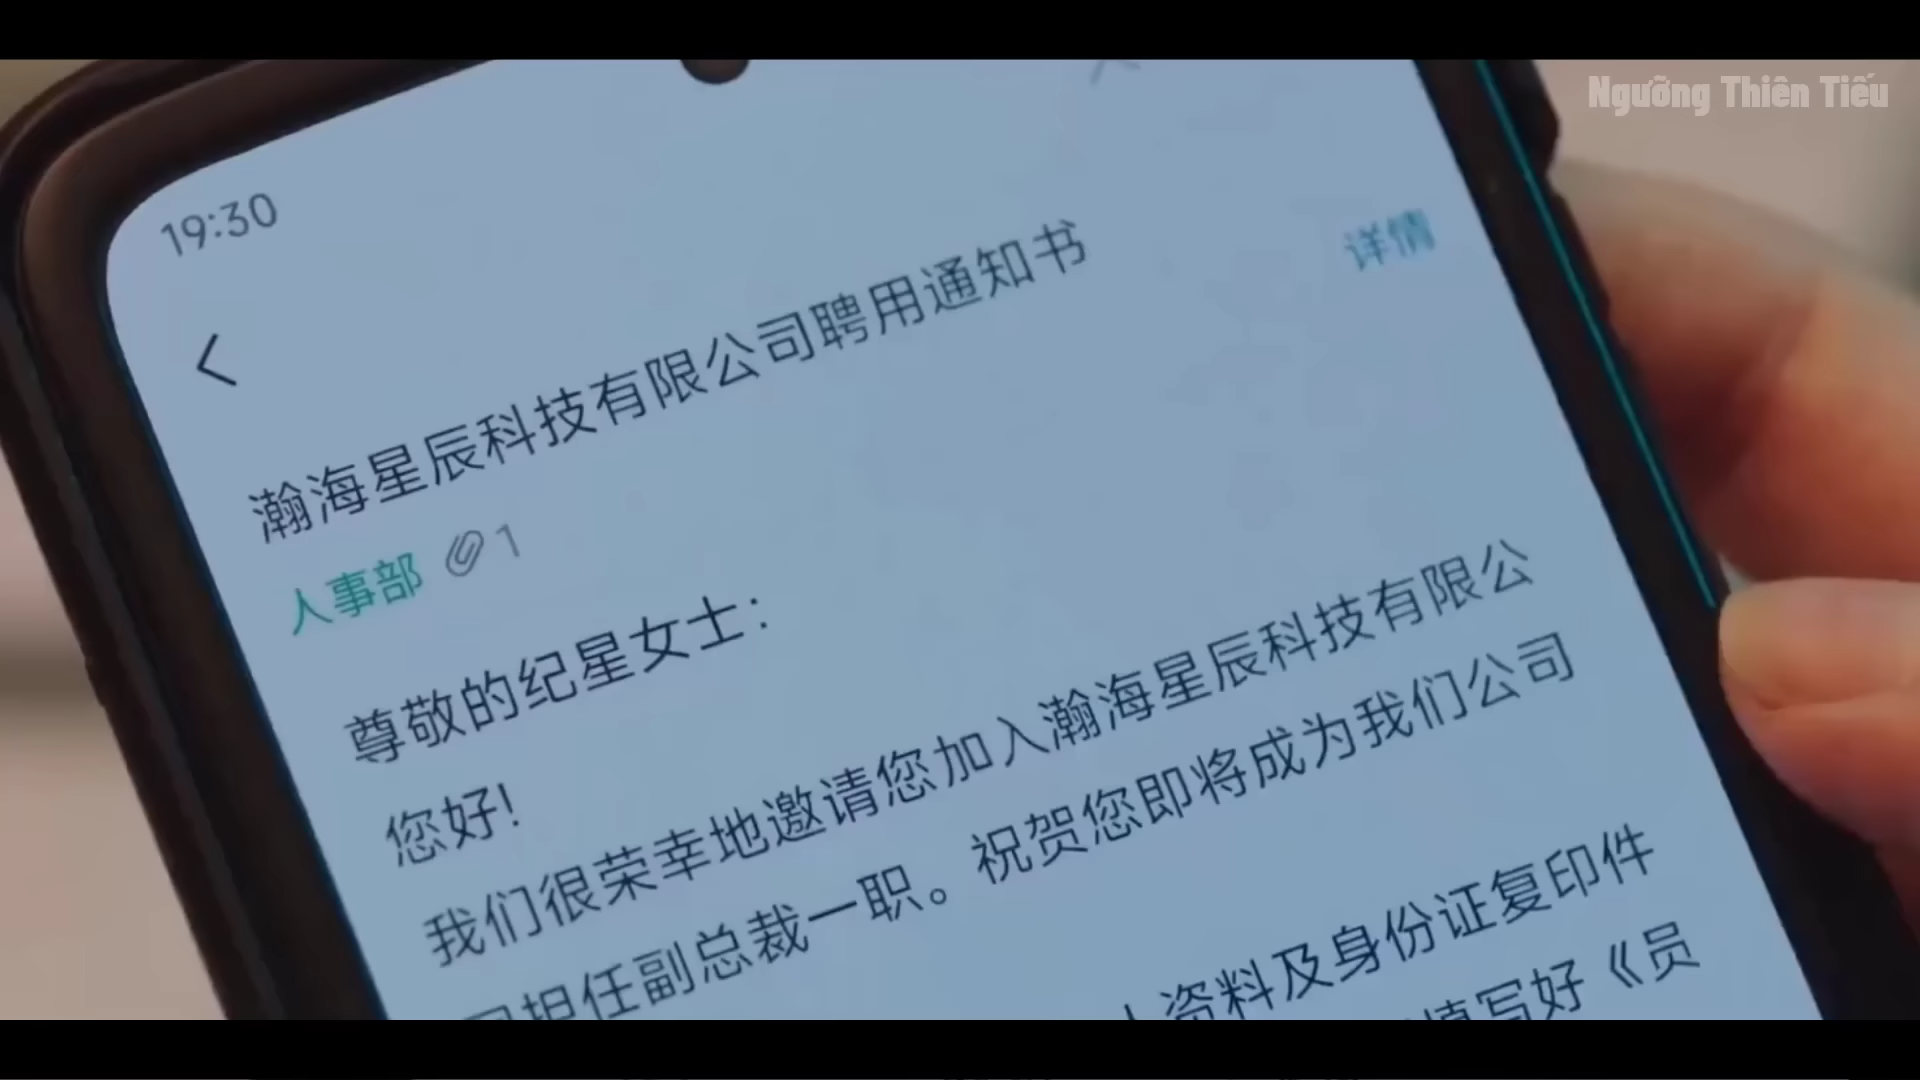 Ngưỡng Thiên Tiếu
19:30
详情
瀚海星辰科技有限公司聘用通知书
人事部 1
尊敬的纪星女士：
您好！
我们很荣幸地邀请您加入瀚海星辰科技有限公
司担任副总裁一职。祝贺您即将成为我们公司
人资料及身份证复印件
填写好《员